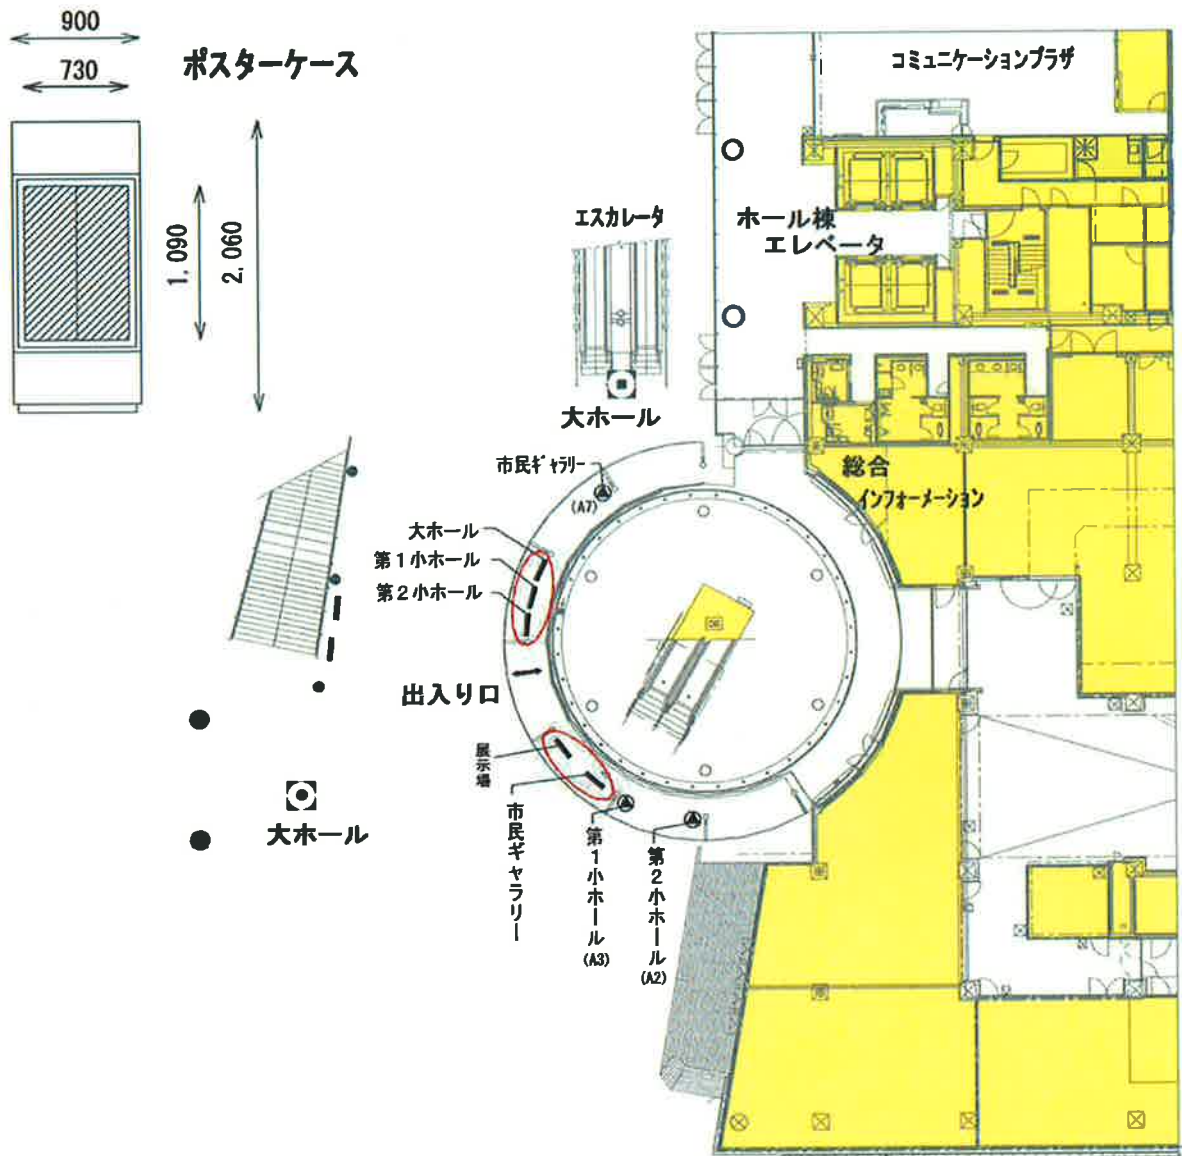 900
730
ポスターケース
1.090
2.060
コミュニケーションプラザ
エスカレータ
ホール棟
エレベータ
大ホール
市民ギャラリー
(A7)
総合
インフォーメーション
大ホール
第1小ホール
第2小ホール
出入り口
展示場
市民ギャラリー
第1小ホール
(A3)
第2小ホール
(A2)
大ホール